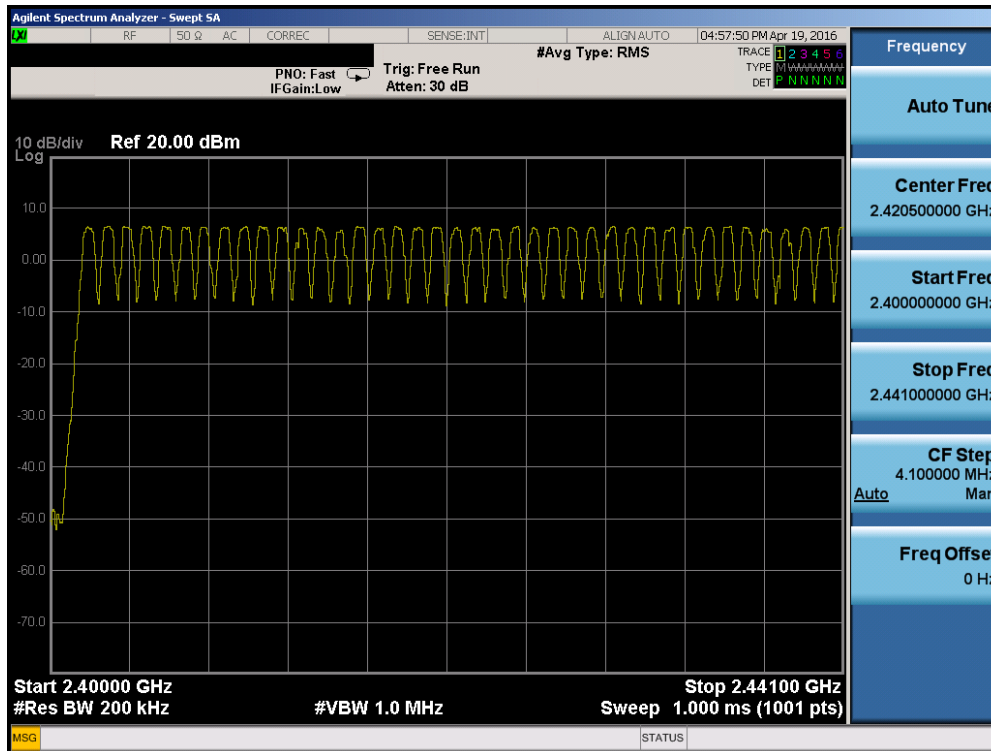 Agilent Spectrum Analyzer - Swept SA
LXI RF 50 Ω AC CORREC SENSE:INT ALIGN AUTO 04:57:50 PM Apr 19, 2016
#Avg Type: RMS
TRACE 1 2 3 4 5 6
PNO: Fast Trig: Free Run
TYPE M W W W W W
IFGain:Low Atten: 30 dB
DET P N N N N N
10 dB/div Ref 20.00 dBm
Log
10.0
0.00
-10.0
-20.0
-30.0
-40.0
-50.0
-60.0
-70.0
Start 2.40000 GHz Stop 2.44100 GHz
#Res BW 200 kHz #VBW 1.0 MHz Sweep 1.000 ms (1001 pts)
MSG STATUS
Frequency
Auto Tune
Center Freq
2.420500000 GHz
Start Freq
2.400000000 GHz
Stop Freq
2.441000000 GHz
CF Step
4.100000 MHz
Auto Man
Freq Offset
0 Hz